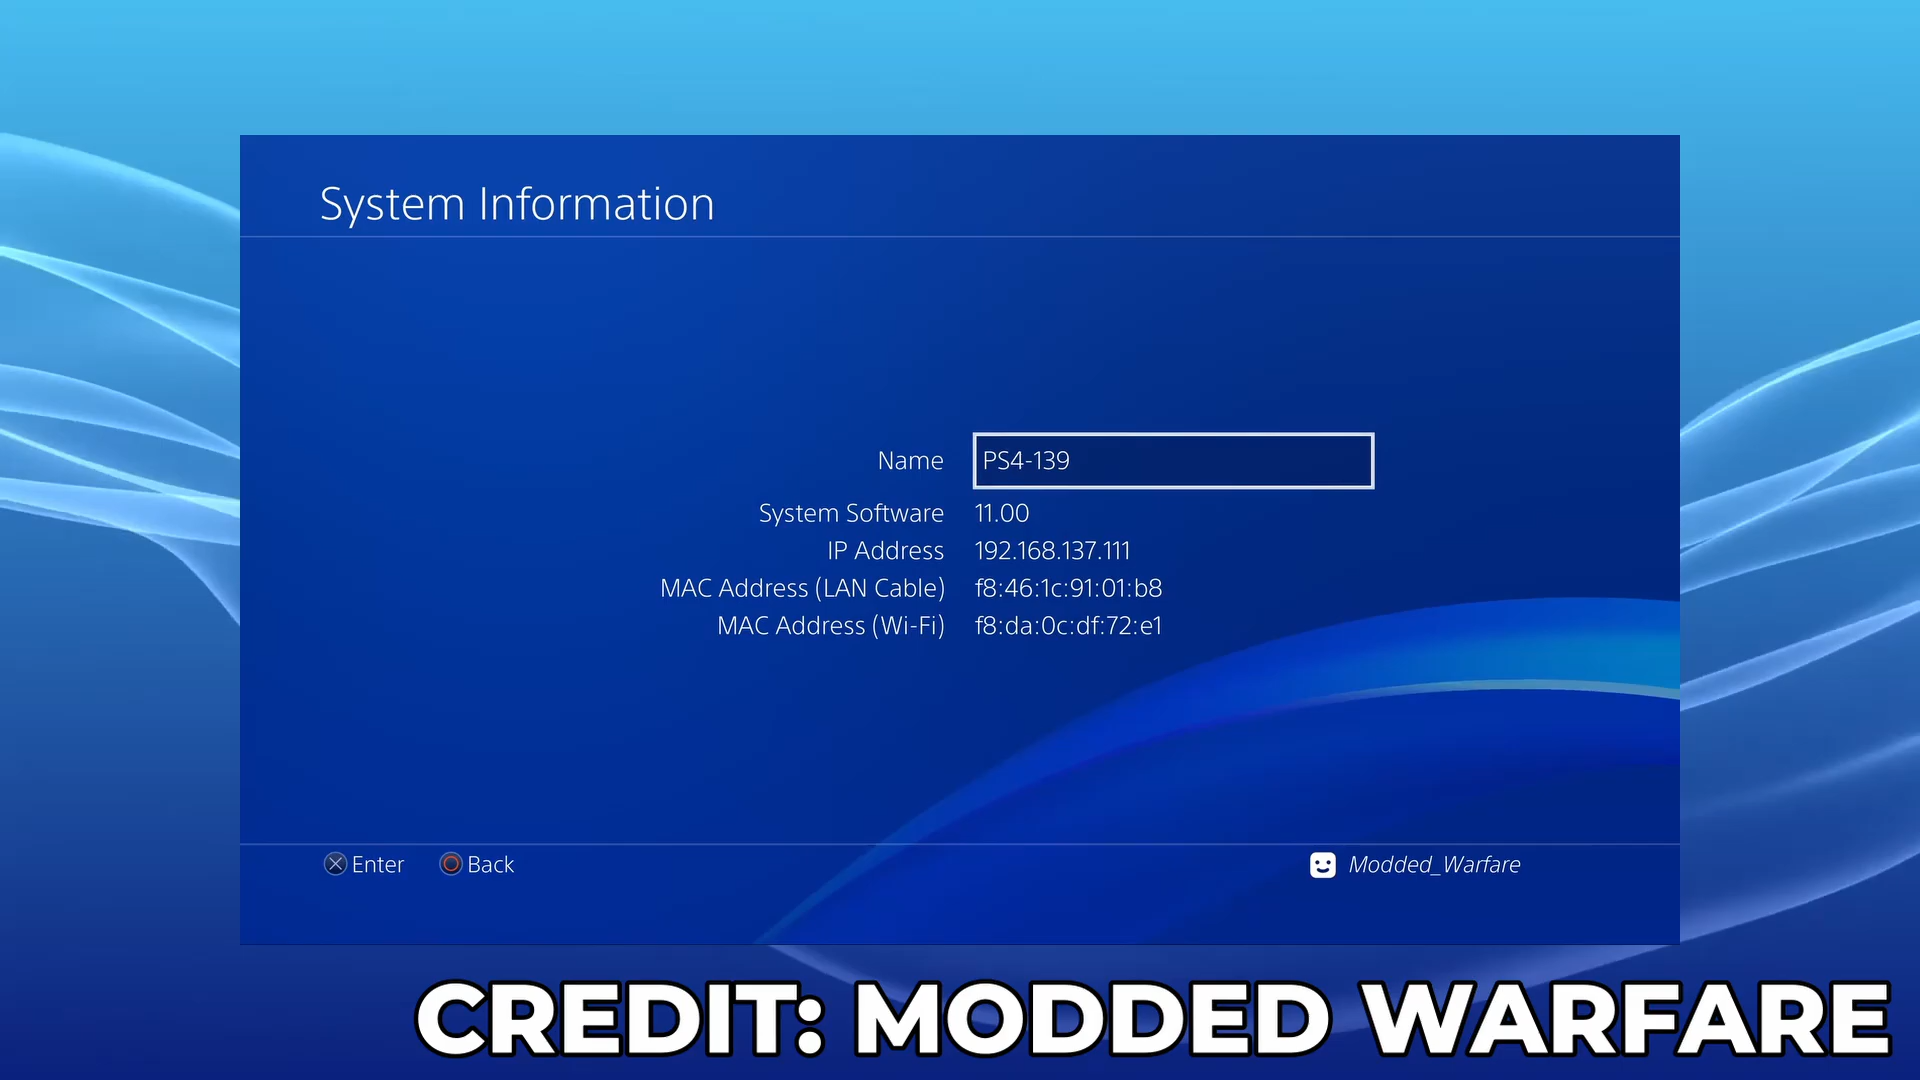 System Information
Name PS4-139
System Software 11.00
IP Address 192.168.137.111
MAC Address (LAN Cable) f8:46:1c:91:01:b8
MAC Address (Wi-Fi) f8:da:0c:df:72:e1
Enter Back Modded_Warfare
CREDIT: MODDED WARFARE